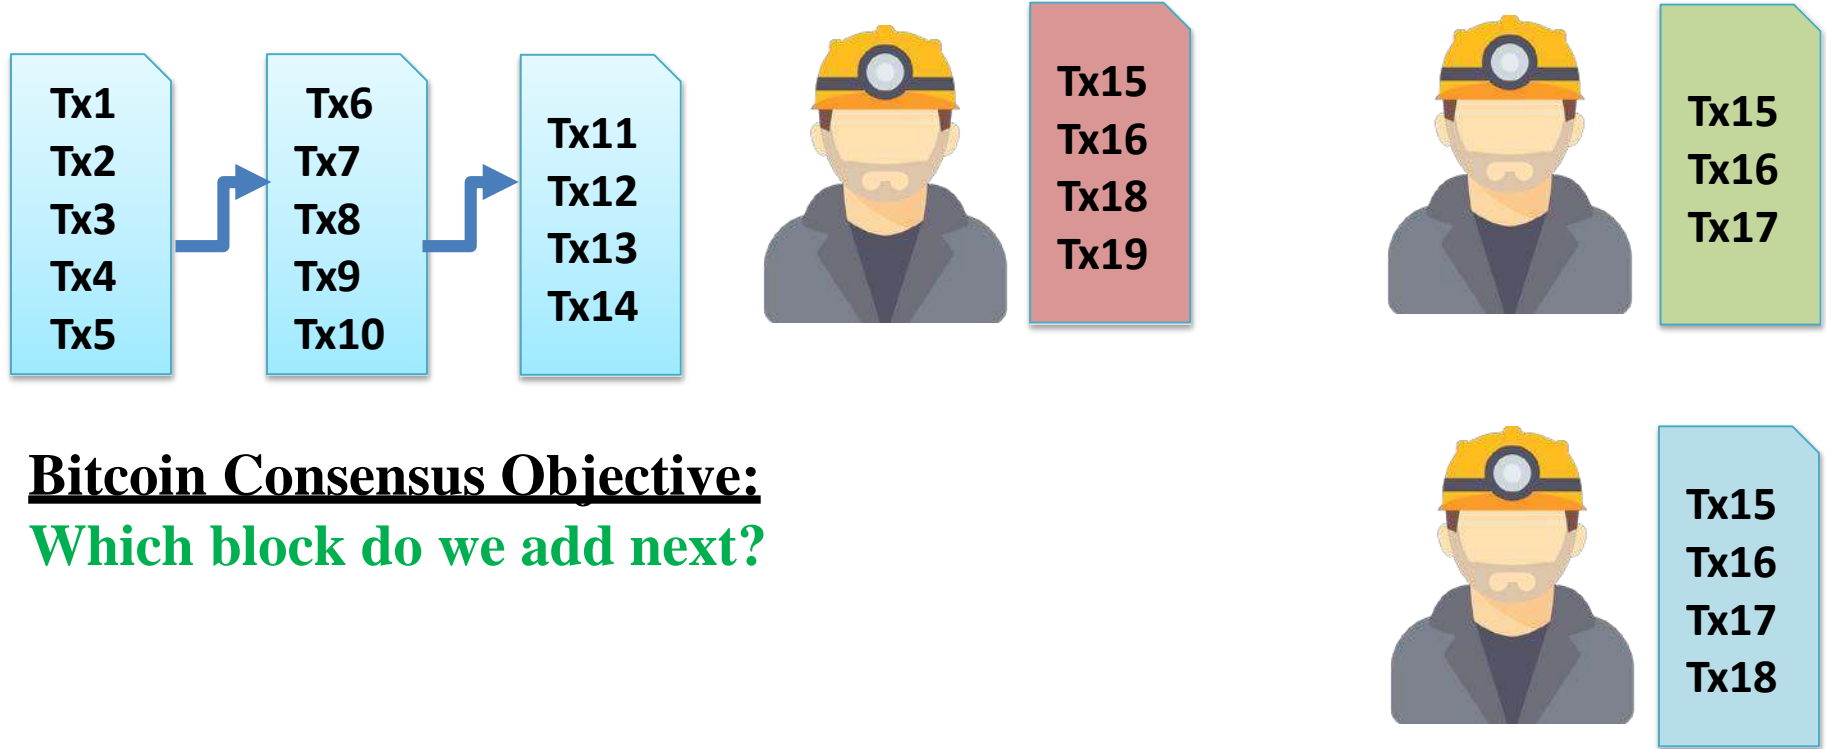 Tx1
Tx2
Tx3
Tx4
Tx5
Tx6
Tx7
Tx8
Tx9
Tx10
Tx11
Tx12
Tx13
Tx14
Tx15
Tx16
Tx18
Tx19
Tx15
Tx16
Tx17
Bitcoin Consensus Objective:
Which block do we add next?
Tx15
Tx16
Tx17
Tx18